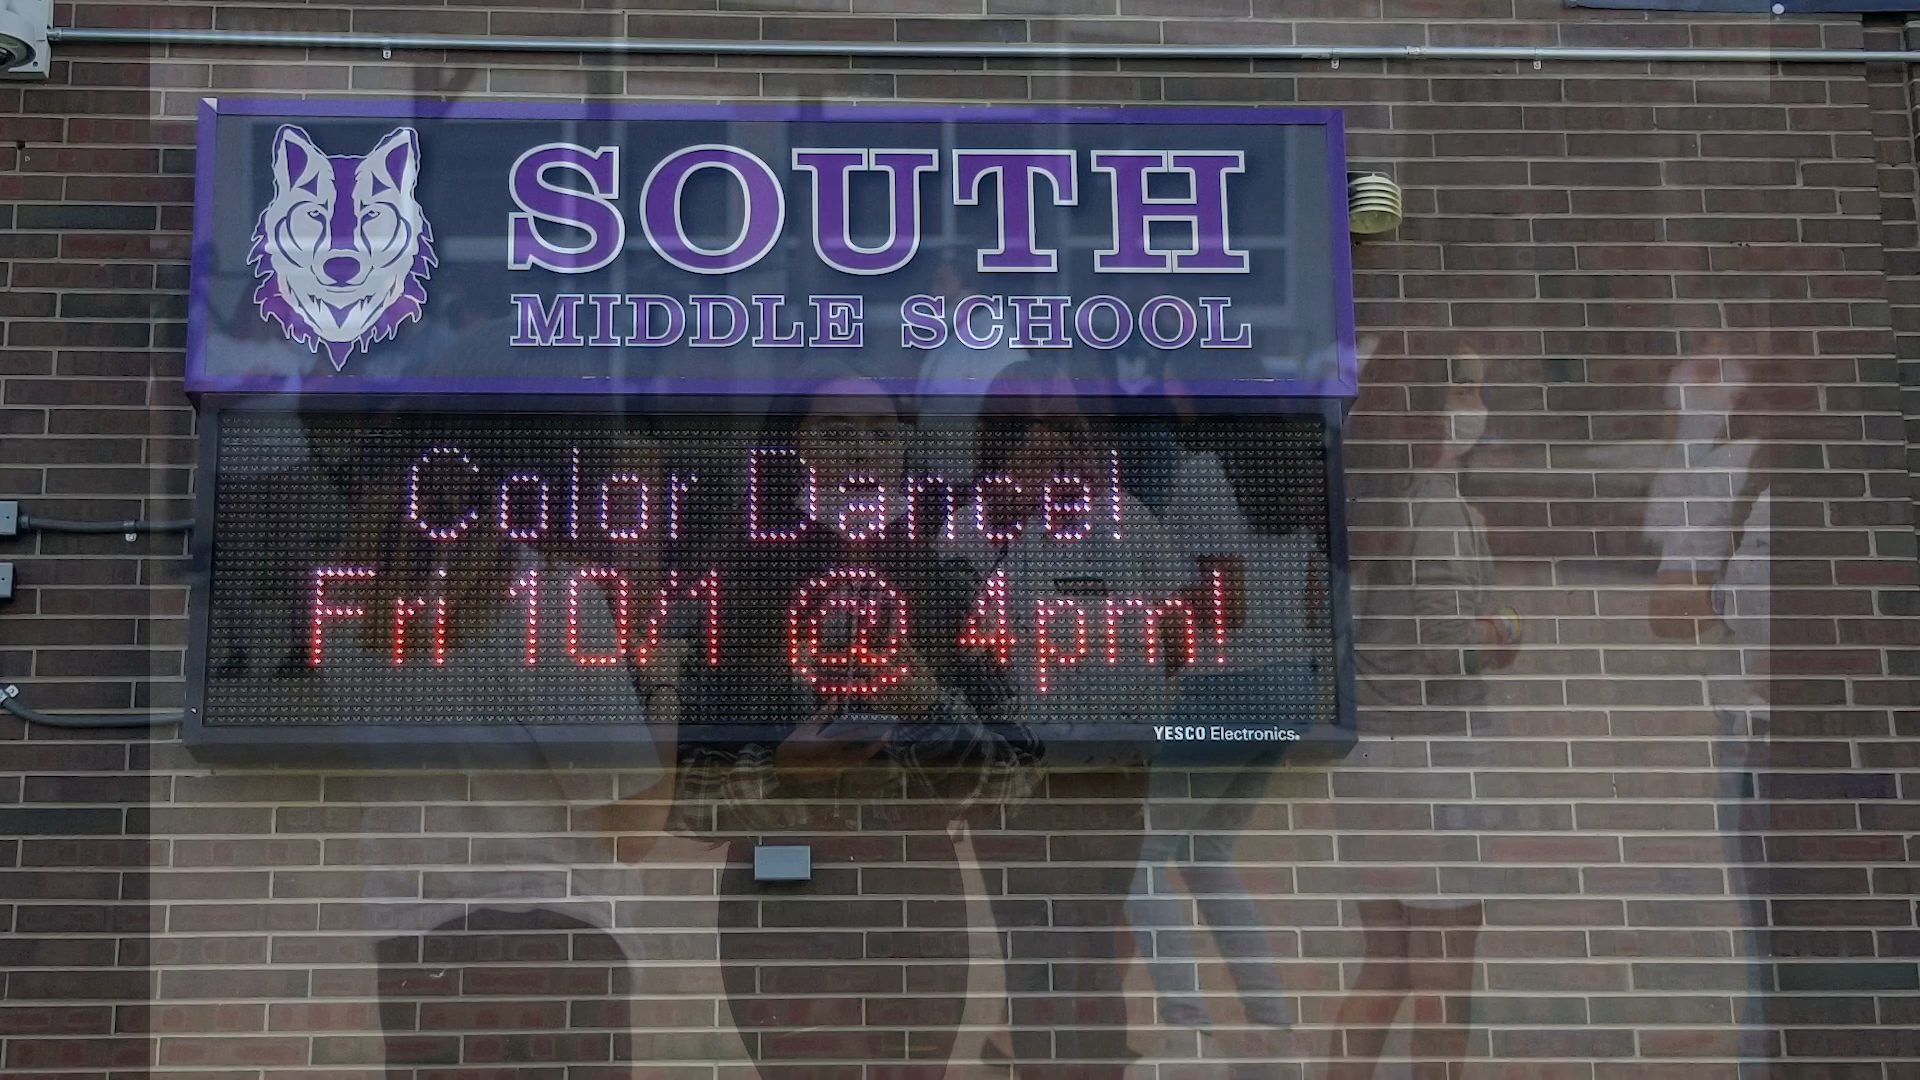 SOUTH
MIDDLE SCHOOL
Color Dance!
Fri 10/1 @ 4pm!
YESCO Electronics.